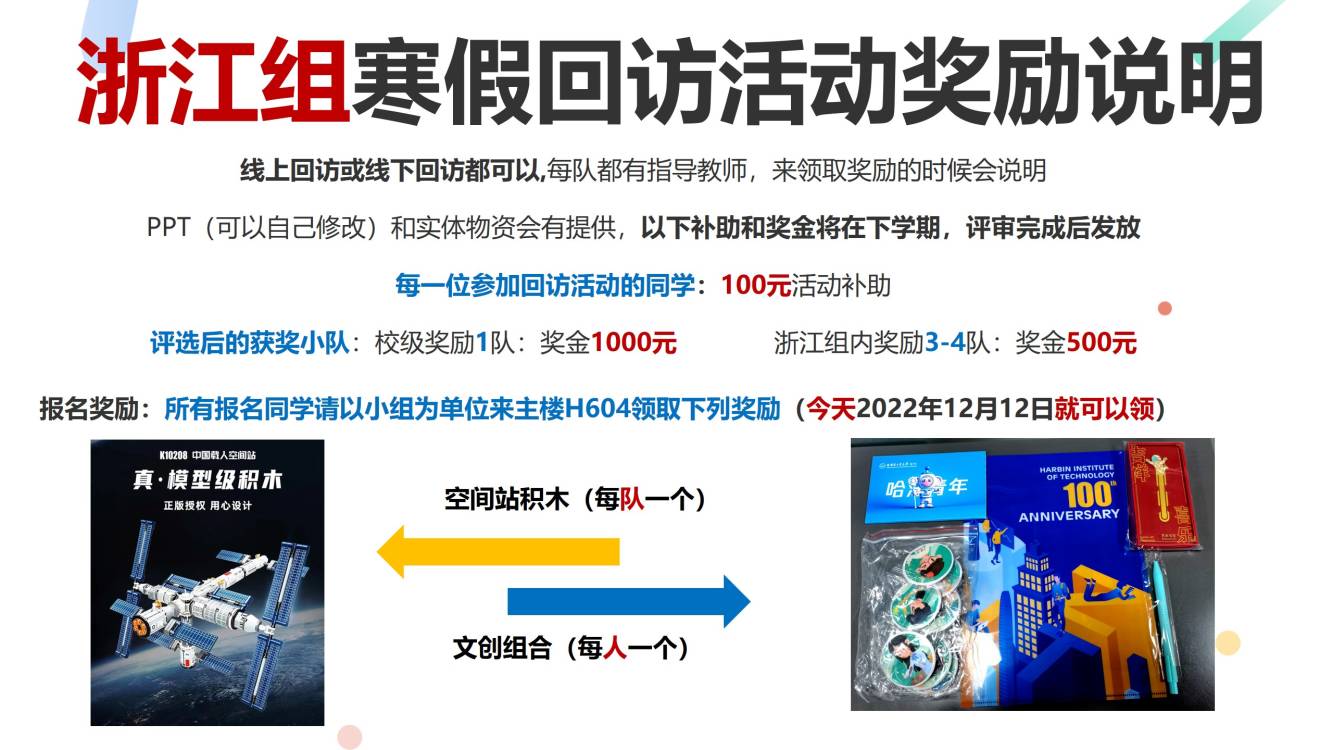 浙江组寒假回访活动奖励说明
线上回访或线下回访都可以,每队都有指导教师，来领取奖励的时候会说明
PPT（可以自己修改）和实体物资会有提供，以下补助和奖金将在下学期，评审完成后发放
每一位参加回访活动的同学：100元活动补助
评选后的获奖小队：校级奖励1队：奖金1000元 浙江组内奖励3-4队：奖金500元
报名奖励：所有报名同学请以小组为单位来主楼H604领取下列奖励（今天2022年12月12日就可以领）
K10208 中国载人空间站
真·模型级积木
正版授权 用心设计
空间站积木（每队一个）
文创组合（每人一个）
青年
HARBIN INSTITUTE
OF TECHNOLOGY
100th
ANNIVERSARY